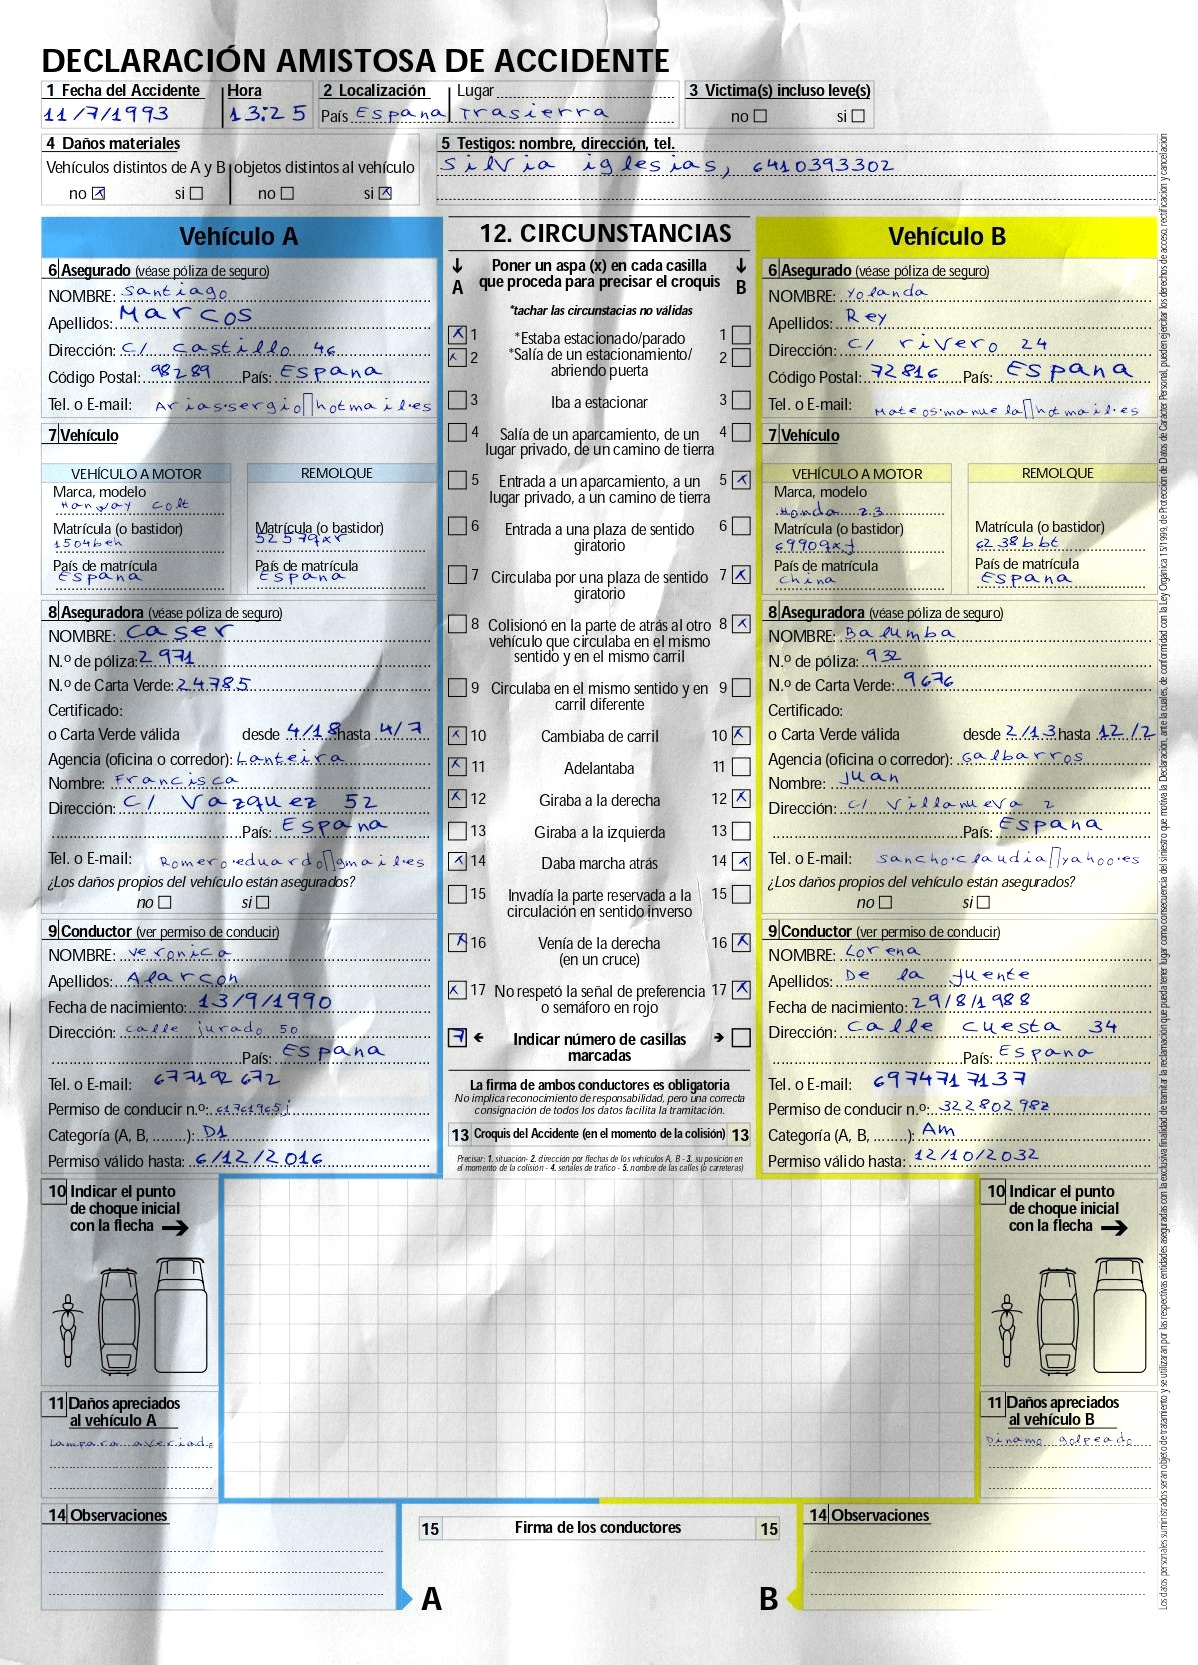 DECLARACIÓN AMISTOSA DE ACCIDENTE
1 Fecha del Accidente Hora 2 Localización Lugar 3 Victima(s) incluso leve(s)
11/7/1993 13:25 País Espana Trasierra no si
4 Daños materiales
Vehículos distintos de A y B objetos distintos al vehículo
no x si no si x
5 Testigos: nombre, dirección, tel.
Silvia iglesias, 6410393302
Vehículo A
6 Asegurado (véase póliza de seguro)
NOMBRE: Santiago
Apellidos: Marcos
Dirección: C/ castillo 46
Código Postal: 98289 País: Espana
Tel. o E-mail: Arias.sergio▯hotmail.es
7 Vehículo
VEHÍCULO A MOTOR REMOLQUE
Marca, modelo
Hanway colt
Matrícula (o bastidor) Matrícula (o bastidor)
1504beh 52579qxr
País de matrícula País de matrícula
Espana Espana
8 Aseguradora (véase póliza de seguro)
NOMBRE: Caser
N.º de póliza: 2971
N.º de Carta Verde: 24785
Certificado:
o Carta Verde válida desde 4/18 hasta 4/7
Agencia (oficina o corredor): Lanteira
Nombre: Francisca
Dirección: C/ Vazquez 52
País: Espana
Tel. o E-mail: Romero.eduardo▯gmail.es
¿Los daños propios del vehículo están asegurados?
no si
9 Conductor (ver permiso de conducir)
NOMBRE: Veronica
Apellidos: Alarcon
Fecha de nacimiento: 13/9/1990
Dirección: calle jurado 50
País: Espana
Tel. o E-mail: 677192672
Permiso de conducir n.º: 61761965j
Categoría (A, B, ........): D1
Permiso válido hasta: 6/12/2016
12. CIRCUNSTANCIAS
A Poner un aspa (x) en cada casilla B
que proceda para precisar el croquis
*tachar las circunstacias no válidas
x 1 *Estaba estacionado/parado 1
x 2 *Salía de un estacionamiento/ 2
abriendo puerta
3 Iba a estacionar 3
4 Salía de un aparcamiento, de un 4
lugar privado, de un camino de tierra
5 Entrada a un aparcamiento, a un 5 x
lugar privado, a un camino de tierra
6 Entrada a una plaza de sentido 6
giratorio
7 Circulaba por una plaza de sentido 7 x
giratorio
8 Colisionó en la parte de atrás al otro 8 x
vehículo que circulaba en el mismo
sentido y en el mismo carril
9 Circulaba en el mismo sentido y en 9
carril diferente
x 10 Cambiaba de carril 10 x
x 11 Adelantaba 11
x 12 Giraba a la derecha 12 x
13 Giraba a la izquierda 13
x 14 Daba marcha atrás 14 x
15 Invadía la parte reservada a la 15
circulación en sentido inverso
x 16 Venía de la derecha 16 x
(en un cruce)
x 17 No respetó la señal de preferencia 17 x
o semáforo en rojo
7 ← Indicar número de casillas →
marcadas
La firma de ambos conductores es obligatoria
No implica reconocimiento de responsabilidad, pero una correcta
consignación de todos los datos facilita la tramitación.
13 Croquis del Accidente (en el momento de la colisión) 13
Precisar: 1. situación- 2. dirección por flechas de los vehículos A, B - 3. su posición en
el momento de la colisión - 4. señales de tráfico - 5. nombre de las calles (o carreteras)
Vehículo B
6 Asegurado (véase póliza de seguro)
NOMBRE: Yolanda
Apellidos: Rey
Dirección: C/ rivero 24
Código Postal: 72816 País: Espana
Tel. o E-mail: Mateos.manuela▯hotmail.es
7 Vehículo
VEHÍCULO A MOTOR REMOLQUE
Marca, modelo
Honda z3
Matrícula (o bastidor) Matrícula (o bastidor)
69909xf 6238bbt
País de matrícula País de matrícula
China Espana
8 Aseguradora (véase póliza de seguro)
NOMBRE: Balumba
N.º de póliza: 932
N.º de Carta Verde: 9676
Certificado:
o Carta Verde válida desde 2/13 hasta 12/2
Agencia (oficina o corredor): Galbarros
Nombre: Juan
Dirección: C/ Villanueva 2
País: Espana
Tel. o E-mail: Sancho.claudia▯yahoo.es
¿Los daños propios del vehículo están asegurados?
no si
9 Conductor (ver permiso de conducir)
NOMBRE: Lorena
Apellidos: De la fuente
Fecha de nacimiento: 29/8/1988
Dirección: Calle Cuesta 34
País: Espana
Tel. o E-mail: 6974717137
Permiso de conducir n.º: 32280298z
Categoría (A, B, ........): Am
Permiso válido hasta: 12/10/2032
10 Indicar el punto
de choque inicial
con la flecha →
11 Daños apreciados
al vehículo A
Lampara averiado
10 Indicar el punto
de choque inicial
con la flecha →
11 Daños apreciados
al vehículo B
Dinamo golpeado
14 Observaciones
15 Firma de los conductores 15
A B
14 Observaciones
Los datos personales suministrados seran objeto de tratamiento y se utilizaran por las respectivas entidades aseguradas con la exclusiva finalidad de tramitar la reclamación que pueda tener lugar como consecuencia del siniestro que motiva la Declaración, ante la cuales, de conformidad con la Ley Orgánica 15/1999, de Protección de Datos de Carácter Personal, pueden ejercitar los derechos de acceso, rectificación y cancelación